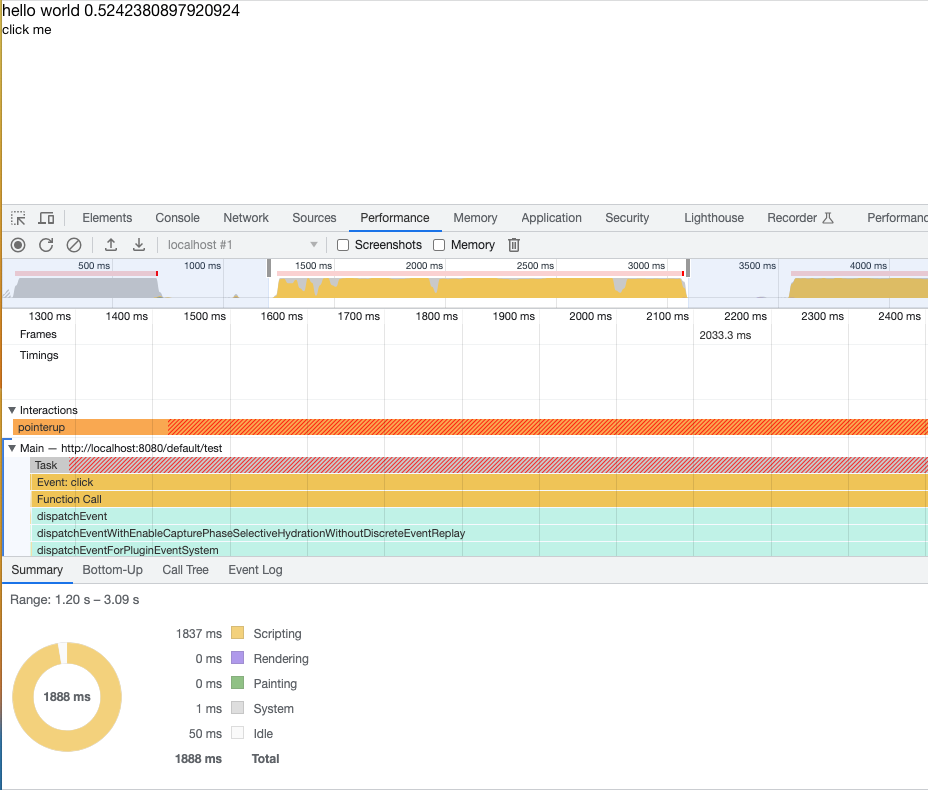 hello world 0.5242380897920924
click me
Elements Console Network Sources Performance Memory Application Security Lighthouse Recorder Performanc
localhost #1 Screenshots Memory
500 ms 1000 ms 1500 ms 2000 ms 2500 ms 3000 ms 3500 ms 4000 ms
1300 ms 1400 ms 1500 ms 1600 ms 1700 ms 1800 ms 1900 ms 2000 ms 2100 ms 2200 ms 2300 ms 2400 ms
Frames 2033.3 ms
Timings
Interactions
pointerup
Main — http://localhost:8080/default/test
Task
Event: click
Function Call
dispatchEvent
dispatchEventWithEnableCapturePhaseSelectiveHydrationWithoutDiscreteEventReplay
dispatchEventForPluginEventSystem
Summary Bottom-Up Call Tree Event Log
Range: 1.20 s – 3.09 s
1837 ms Scripting
0 ms Rendering
0 ms Painting
1888 ms
1 ms System
50 ms Idle
1888 ms Total